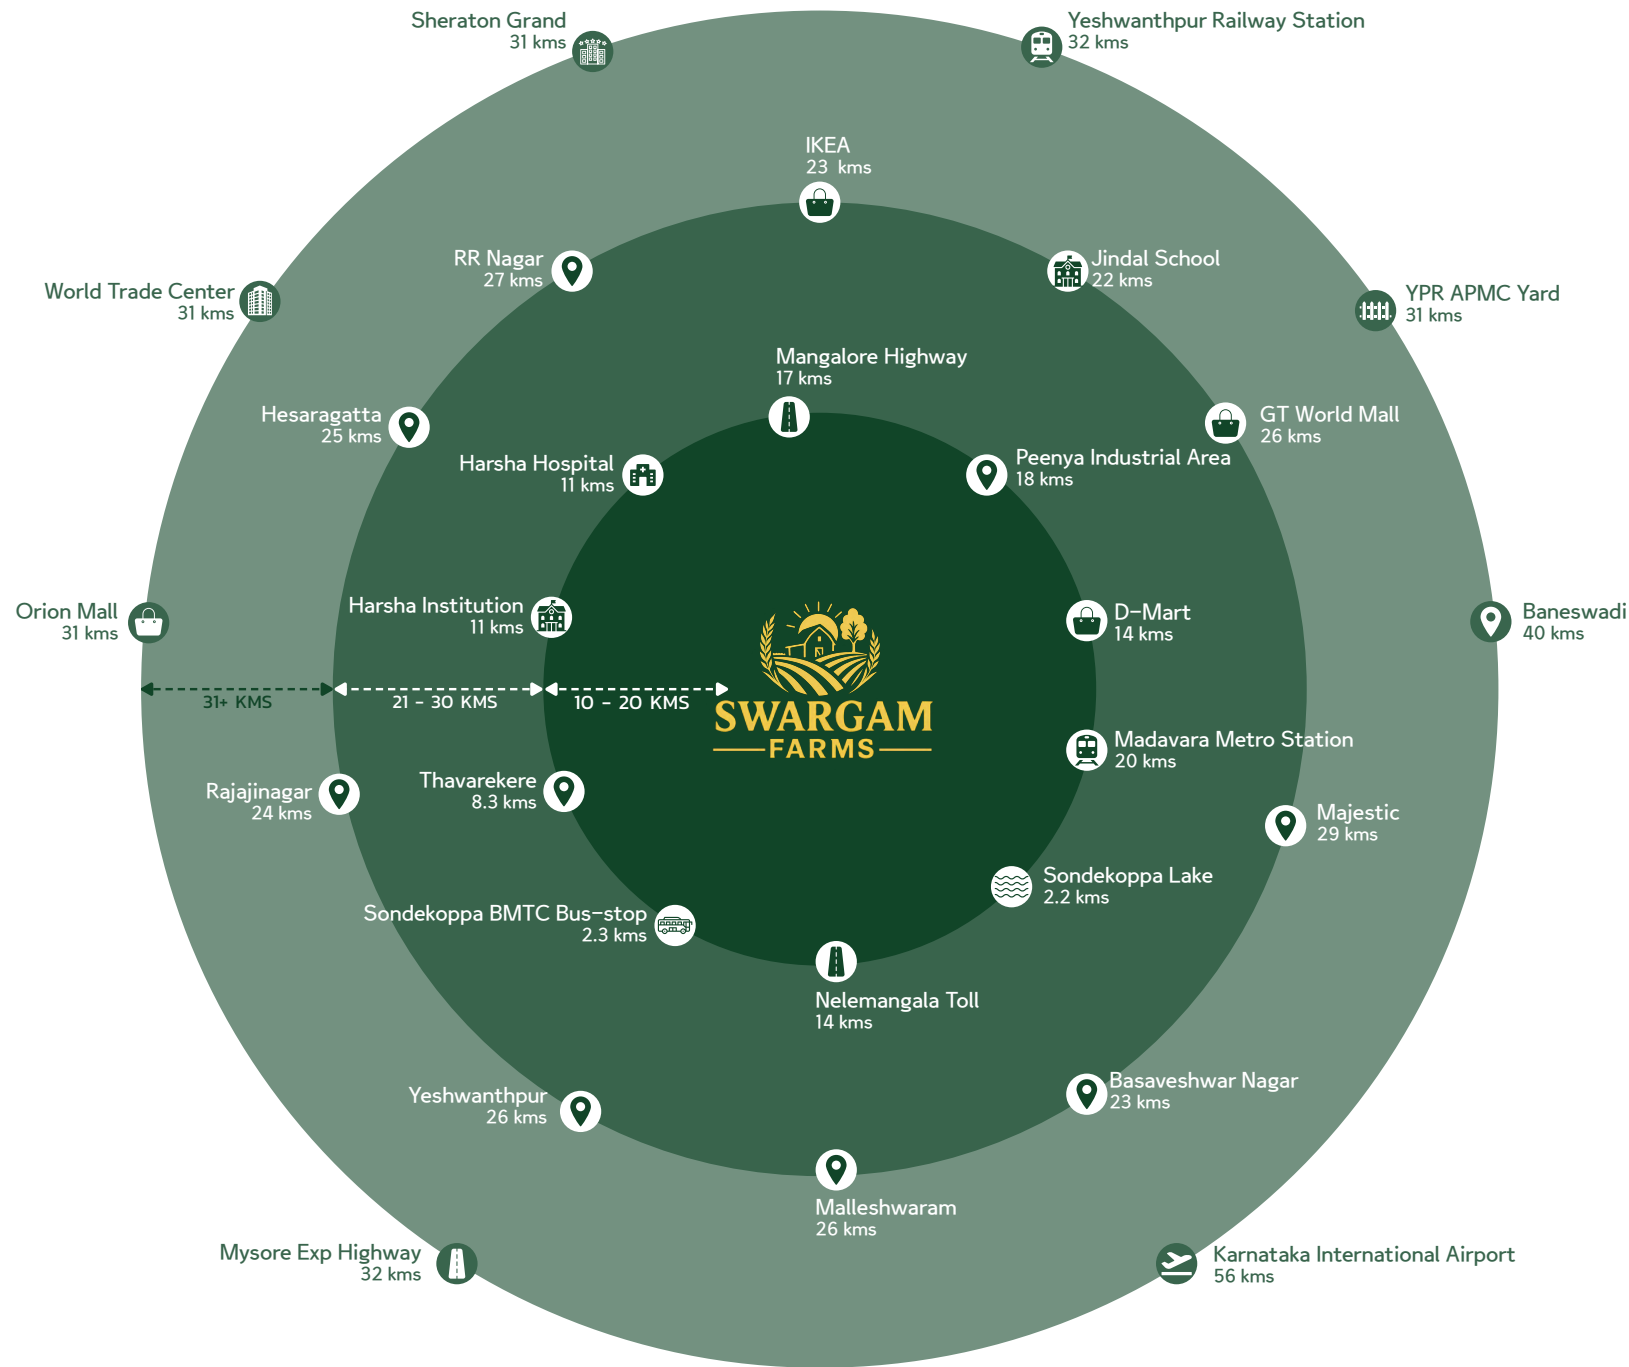 Sheraton Grand
31 kms
Yeshwanthpur Railway Station
32 kms
IKEA
23 kms
RR Nagar
27 kms
Jindal School
22 kms
World Trade Center
31 kms
YPR APMC Yard
31 kms
Mangalore Highway
17 kms
Hesaragatta
25 kms
GT World Mall
26 kms
Harsha Hospital
11 kms
Peenya Industrial Area
18 kms
Orion Mall
31 kms
Harsha Institution
11 kms
D-Mart
14 kms
Baneswadi
40 kms
31+ KMS
21 - 30 KMS
10 - 20 KMS
SWARGAM
FARMS
Madavara Metro Station
20 kms
Rajajinagar
24 kms
Thavarekere
8.3 kms
Majestic
29 kms
Sondekoppa Lake
2.2 kms
Sondekoppa BMTC Bus-stop
2.3 kms
Nelemangala Toll
14 kms
Yeshwanthpur
26 kms
Basaveshwar Nagar
23 kms
Malleshwaram
26 kms
Mysore Exp Highway
32 kms
Karnataka International Airport
56 kms